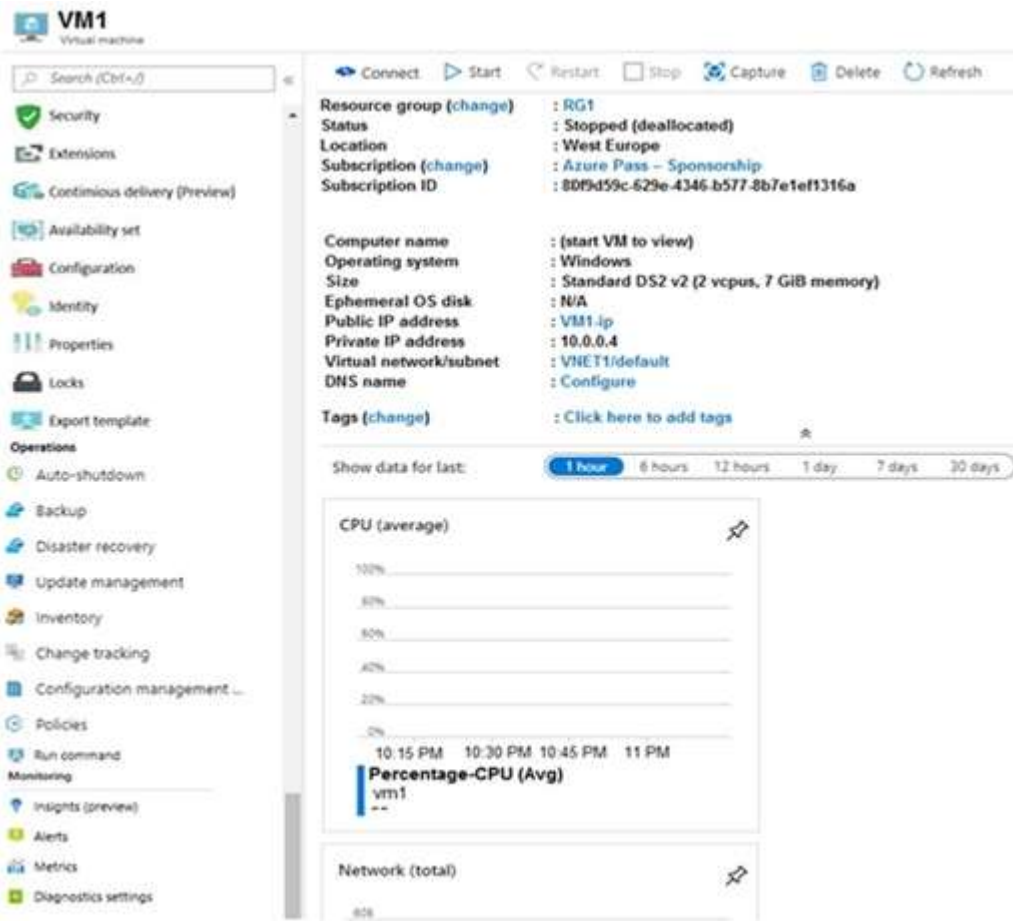 VM1
Virtual machine
Search (Ctrl+/)
Security
Extensions
Continious delivery (Preview)
Availability set
Configuration
Identity
Properties
Locks
Export template
Operations
Auto-shutdown
Backup
Disaster recovery
Update management
Inventory
Change tracking
Configuration management ...
Policies
Run command
Monitoring
Insights (preview)
Alerts
Metrics
Diagnostics settings
Connect Start Restart Stop Capture Delete Refresh
Resource group (change) : RG1
Status : Stopped (deallocated)
Location : West Europe
Subscription (change) : Azure Pass – Sponsorship
Subscription ID : 80f9d59c-629e-4346-b577-8b7e1ef1316a
Computer name : (start VM to view)
Operating system : Windows
Size : Standard DS2 v2 (2 vcpus, 7 GiB memory)
Ephemeral OS disk : N/A
Public IP address : VM1-ip
Private IP address : 10.0.0.4
Virtual network/subnet : VNET1/default
DNS name : Configure
Tags (change) : Click here to add tags
Show data for last: 1 hour 6 hours 12 hours 1 day 7 days 30 days
CPU (average)
100%
80%
60%
40%
20%
0%
10:15 PM 10:30 PM 10:45 PM 11 PM
Percentage-CPU (Avg)
vm1
--
Network (total)